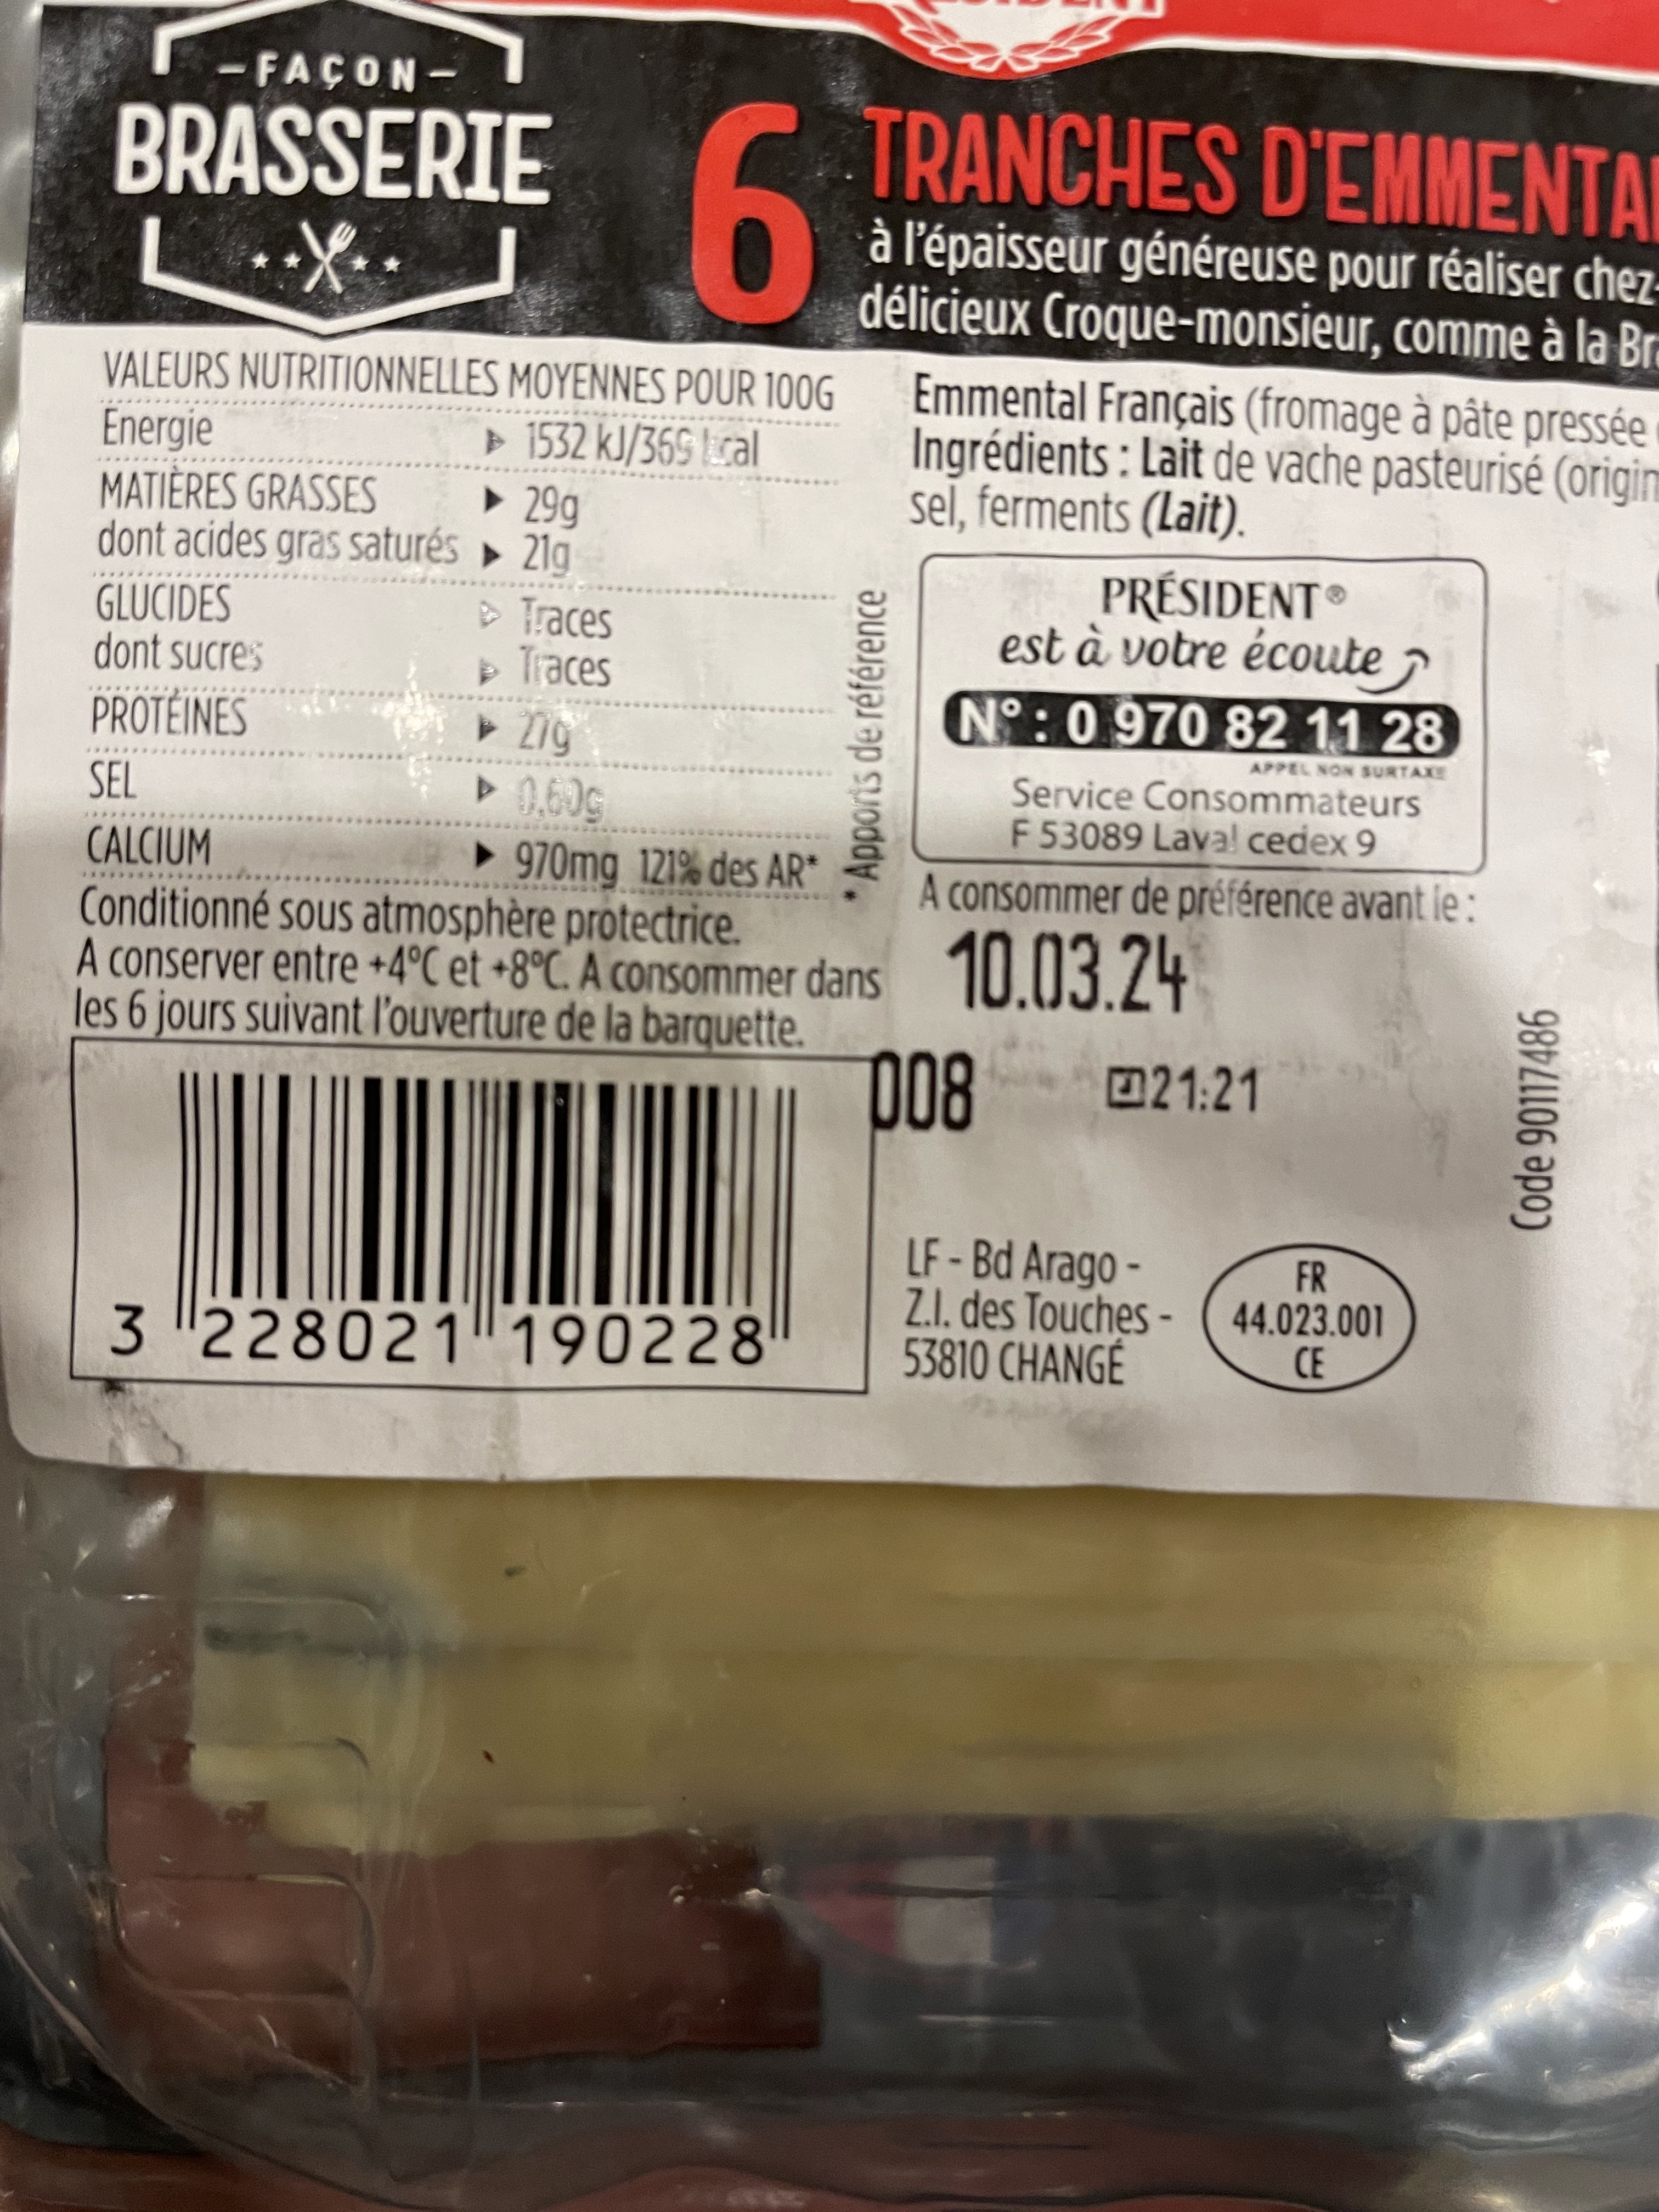 -FAÇON-
BRASSERIE
6
TRANCHES D'EMMENTAL
à l'épaisseur généreuse pour réaliser chez-
délicieux Croque-monsieur, comme à la Bra
VALEURS NUTRITIONNELLES MOYENNES POUR 100G
Energie ▶ 1532 kJ/369 kcal
MATIÈRES GRASSES ▶ 29g
dont acides gras saturés ▶ 21g
GLUCIDES ▶ Traces
dont sucres ▶ Traces
PROTÉINES ▶ 27g
SEL ▶ 0,60g
CALCIUM ▶ 970mg 121% des AR*
* Apports de référence
Conditionné sous atmosphère protectrice.
A conserver entre +4°C et +8°C. A consommer dans
les 6 jours suivant l'ouverture de la barquette.
3 228021 190228
Emmental Français (fromage à pâte pressée
Ingrédients : Lait de vache pasteurisé (origin
sel, ferments (Lait).
PRÉSIDENT®
est à votre écoute
N° : 0 970 82 11 28
APPEL NON SURTAXE
Service Consommateurs
F 53089 Laval cedex 9
A consommer de préférence avant le :
10.03.24
008 21:21
Code 90117486
LF - Bd Arago -
Z.I. des Touches -
53810 CHANGÉ
FR
44.023.001
CE